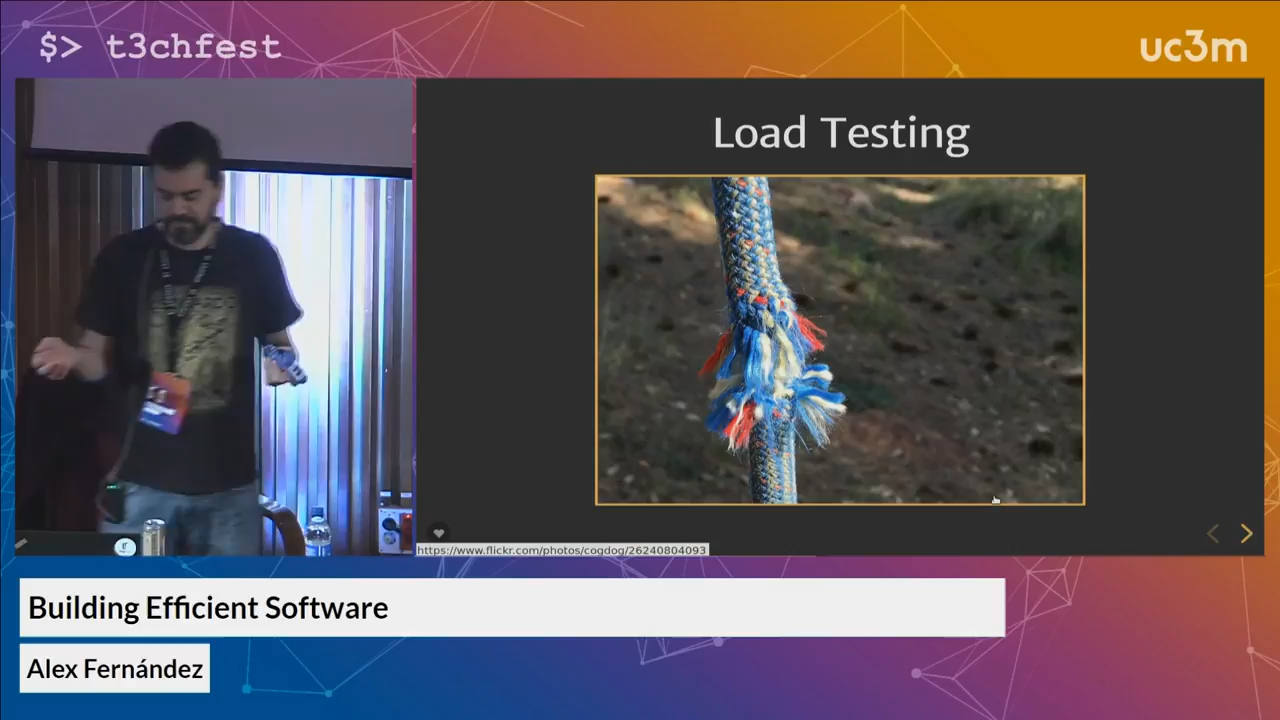 $> t3chfest
uc3m
Load Testing
https://www.flickr.com/photos/cogdog/26240804093
Building Efficient Software
Alex Fernández